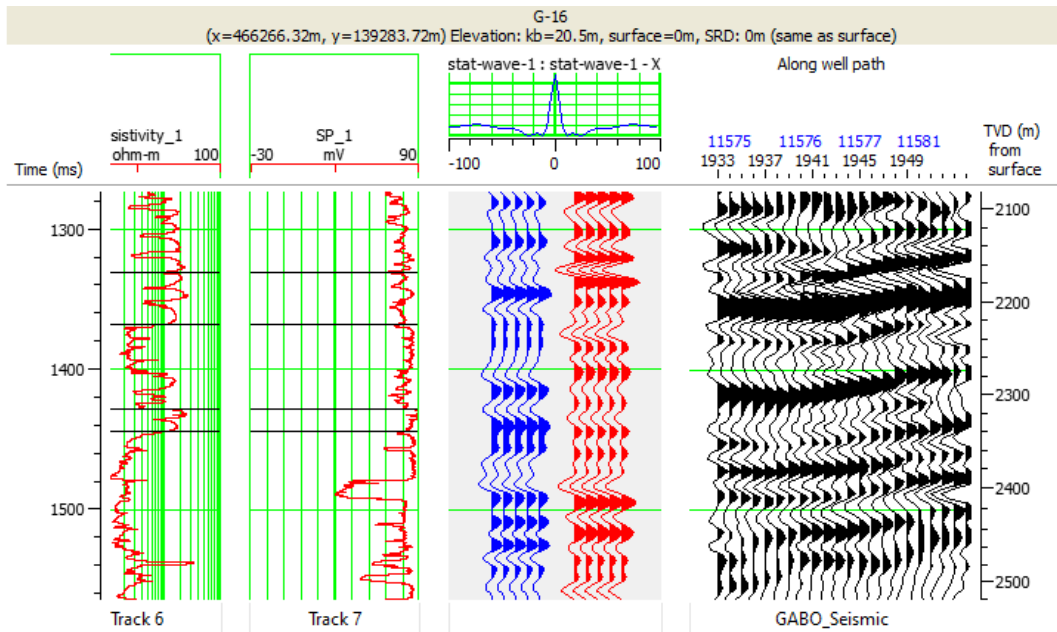 G-16
(x=466266.32m, y=139283.72m) Elevation: kb=20.5m, surface=0m, SRD: 0m (same as surface)
stat-wave-1 : stat-wave-1 - X
Along well path
sistivity_1
SP_1
ohm-m 100
-30 mV 90
-100 0 100
11575 11576 11577 11581
1933 1937 1941 1945 1949
TVD (m)
from
surface
Time (ms)
1300
1400
1500
2100
2200
2300
2400
2500
Track 6
Track 7
GABO_Seismic